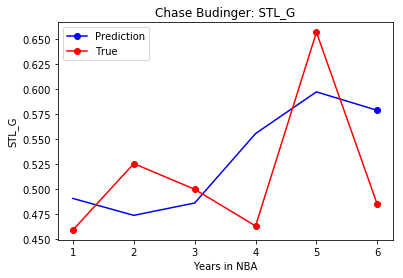 Chase Budinger: STL_G
Prediction
True
0.650
0.625
0.600
0.575
0.550
0.525
0.500
0.475
0.450
STL_G
1 2 3 4 5 6
Years in NBA